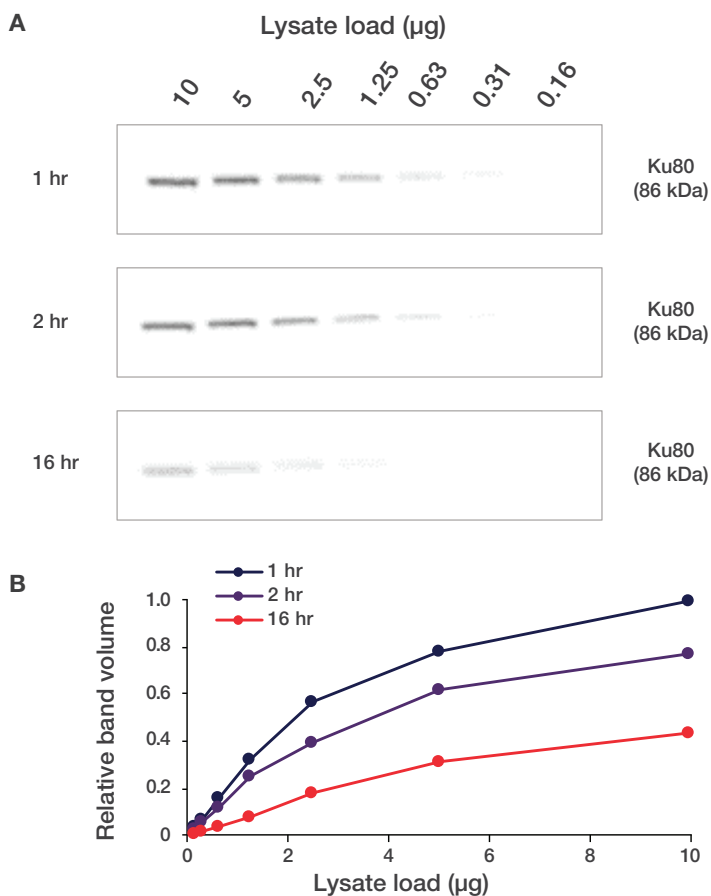 A
Lysate load (µg)
10 5 2.5 1.25 0.63 0.31 0.16
1 hr
Ku80
(86 kDa)
2 hr
Ku80
(86 kDa)
16 hr
Ku80
(86 kDa)
B
1 hr
2 hr
16 hr
Relative band volume
1.0
0.8
0.6
0.4
0.2
0
0 2 4 6 8 10
Lysate load (µg)